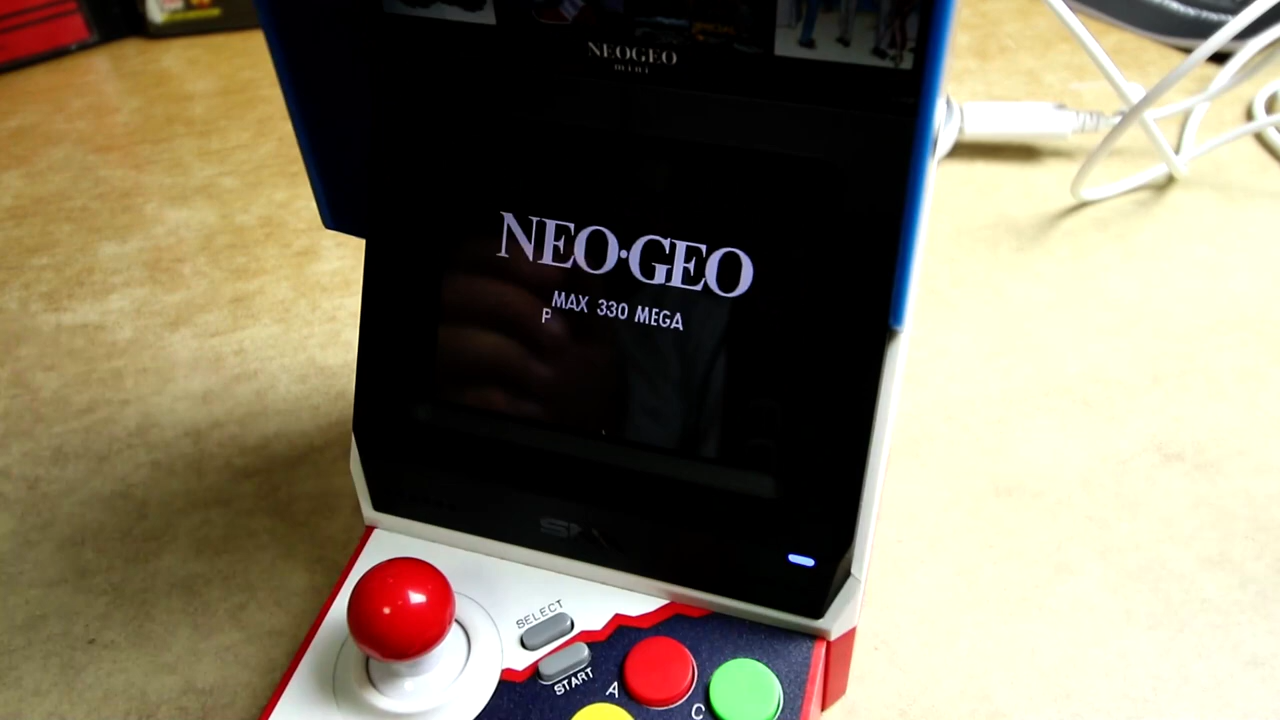 NEOGEO
mini
NEO·GEO
MAX 330 MEGA
P
SELECT
START
A
C